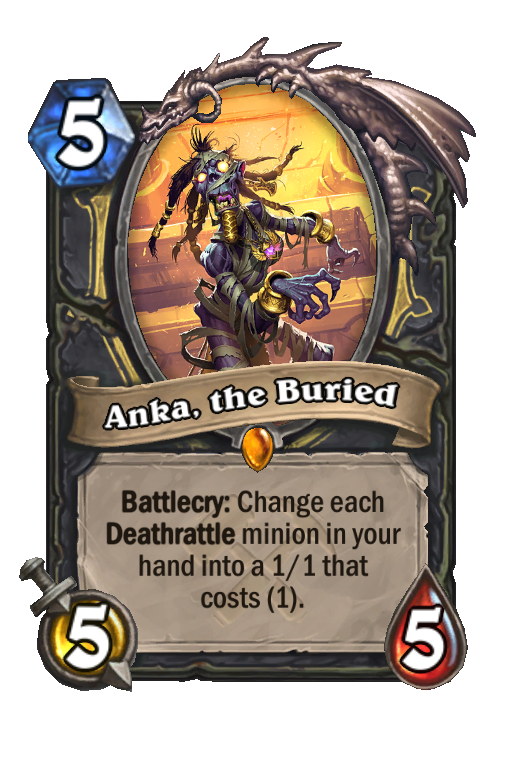 5
Anka, the Buried
Battlecry: Change each
Deathrattle minion in your
hand into a 1/1 that
costs (1).
5
5